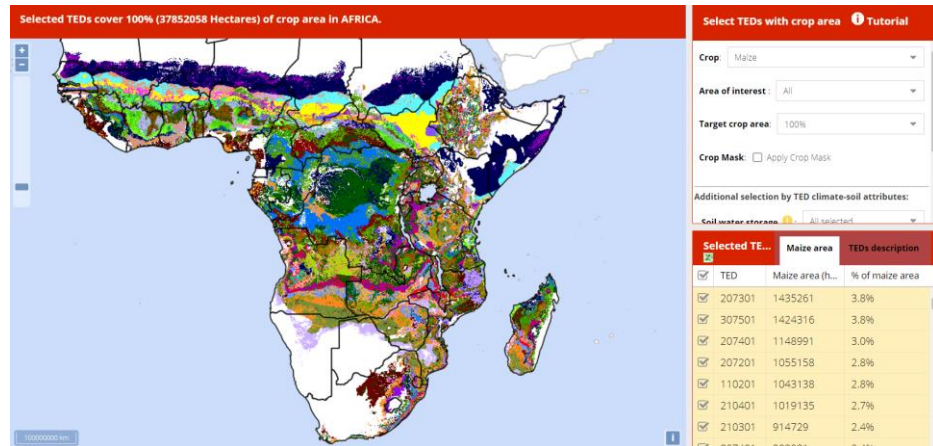 Selected TEDs cover 100% (37852058 Hectares) of crop area in AFRICA.
+
−
100000000 km
i
Select TEDs with crop area i Tutorial
Crop: Maize
Area of interest : All
Target crop area: 100%
Crop Mask: Apply Crop Mask
Additional selection by TED climate-soil attributes:
Soil water storage : All selected
Selected TE... Maize area TEDs description
TED Maize area (h... % of maize area
207301 1435261 3.8%
307501 1424316 3.8%
207401 1148991 3.0%
207201 1055158 2.8%
110201 1043138 2.8%
210401 1019135 2.7%
210301 914729 2.4%